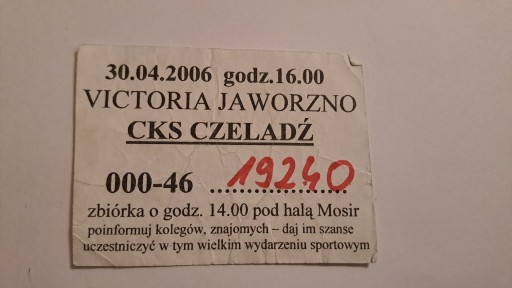 30.04.2006 godz.16.00
VICTORIA JAWORZNO
CKS CZELADŹ
000-46 ....19240....
zbiórka o godz. 14.00 pod halą Mosir
poinformuj kolegów, znajomych – daj im szanse
uczestniczyć w tym wielkim wydarzeniu sportowym